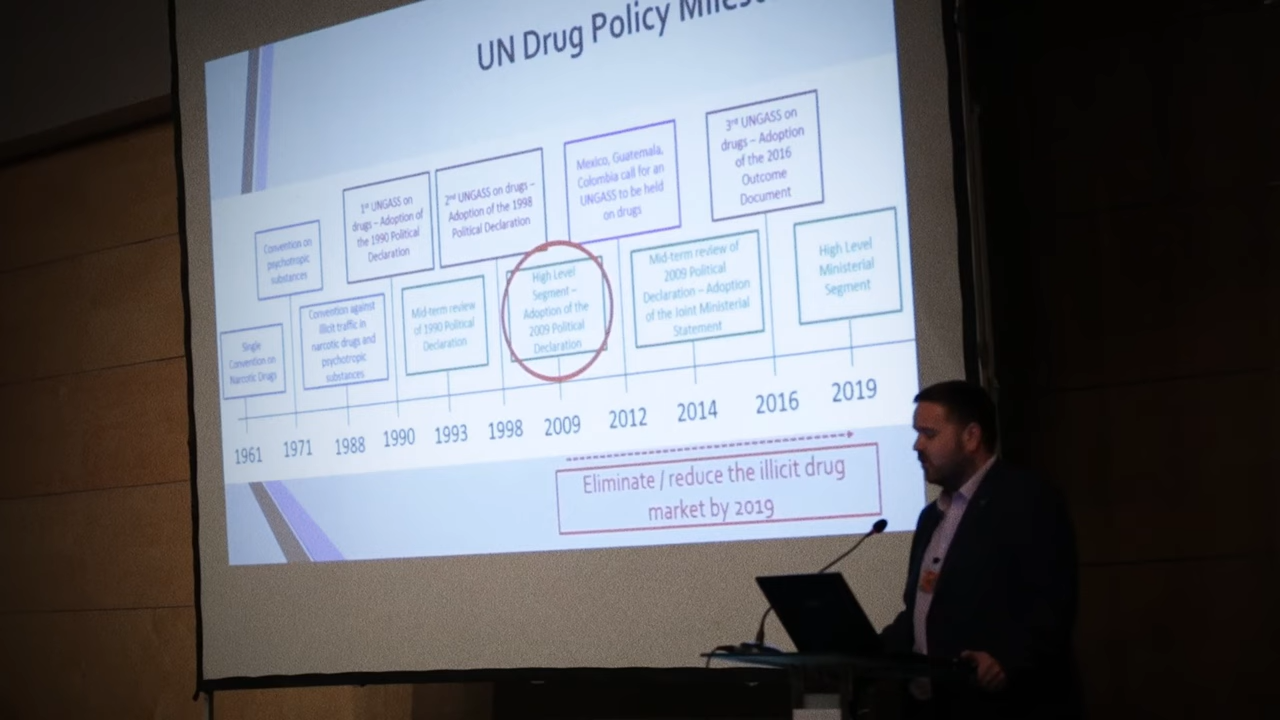 UN Drug Policy
Single
Convention on
Narcotic Drugs
Convention on
psychotropic
substances
Convention against
illicit traffic in
narcotic drugs and
psychotropic
substances
1st UNGASS on
drugs – Adoption of
the 1990 Political
Declaration
Mid-term review
of 1990 Political
Declaration
2nd UNGASS on drugs –
Adoption of the 1998
Political Declaration
High Level
Segment –
Adoption of the
2009 Political
Declaration
Mexico, Guatemala,
Colombia call for an
UNGASS to be held
on drugs
Mid-term review of
2009 Political
Declaration – Adoption
of the Joint Ministerial
Statement
3rd UNGASS on
drugs – Adoption
of the 2016
Outcome
Document
High Level
Ministerial
Segment
1961 1971 1988 1990 1993 1998 2009 2012 2014 2016 2019
Eliminate / reduce the illicit drug
market by 2019